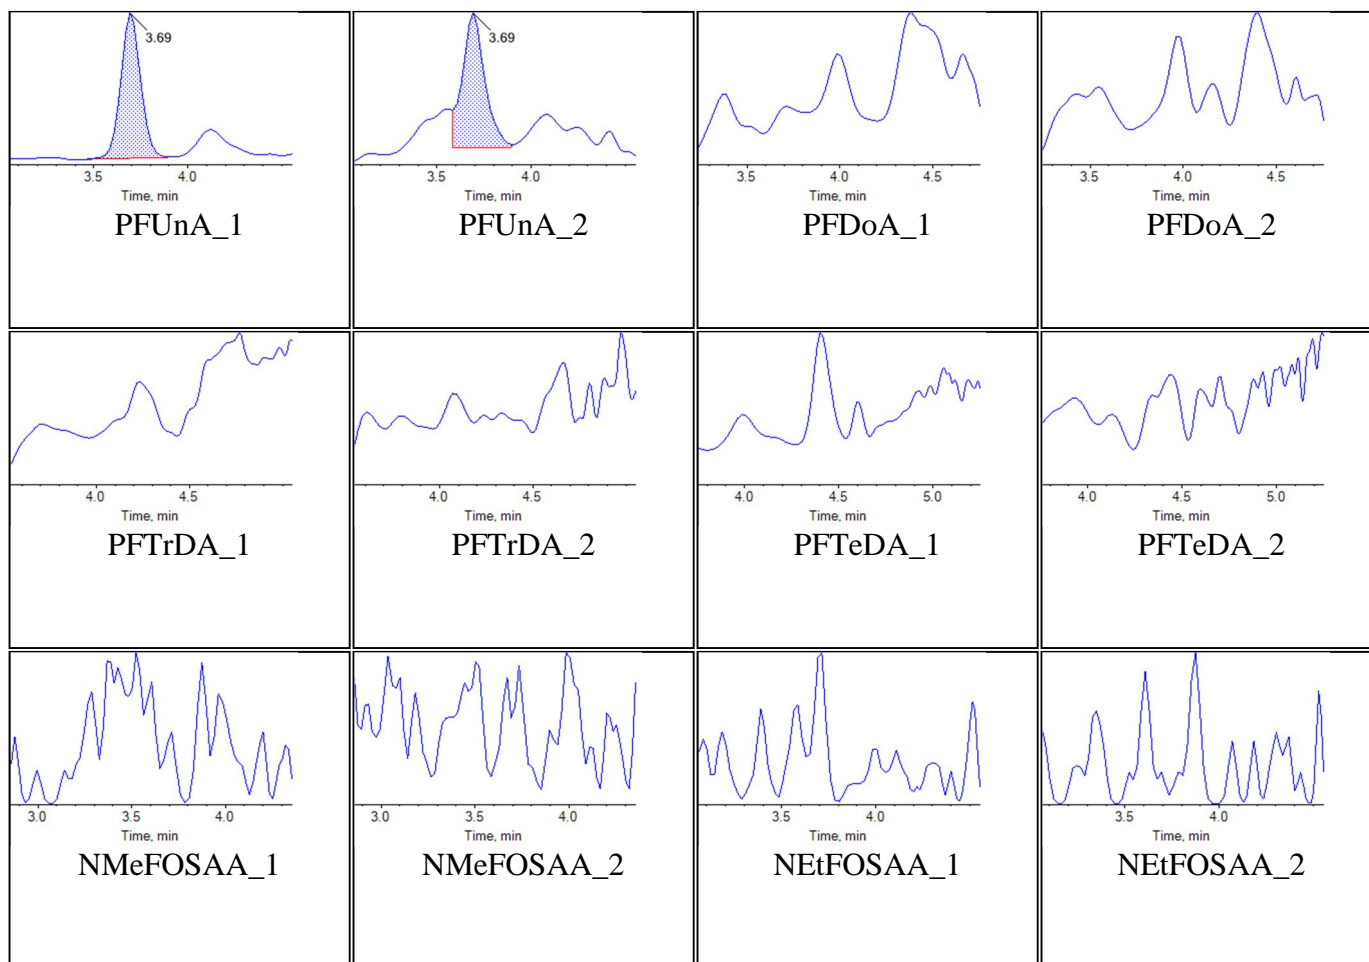 3.69
3.69
3.5 4.0
3.5 4.0
3.5 4.0 4.5
3.5 4.0 4.5
Time, min
Time, min
Time, min
Time, min
PFUnA_1
PFUnA_2
PFDoA_1
PFDoA_2
4.0 4.5
4.0 4.5
4.0 4.5 5.0
4.0 4.5 5.0
Time, min
Time, min
Time, min
Time, min
PFTrDA_1
PFTrDA_2
PFTeDA_1
PFTeDA_2
3.0 3.5 4.0
3.0 3.5 4.0
3.5 4.0
3.5 4.0
Time, min
Time, min
Time, min
Time, min
NMeFOSAA_1
NMeFOSAA_2
NEtFOSAA_1
NEtFOSAA_2